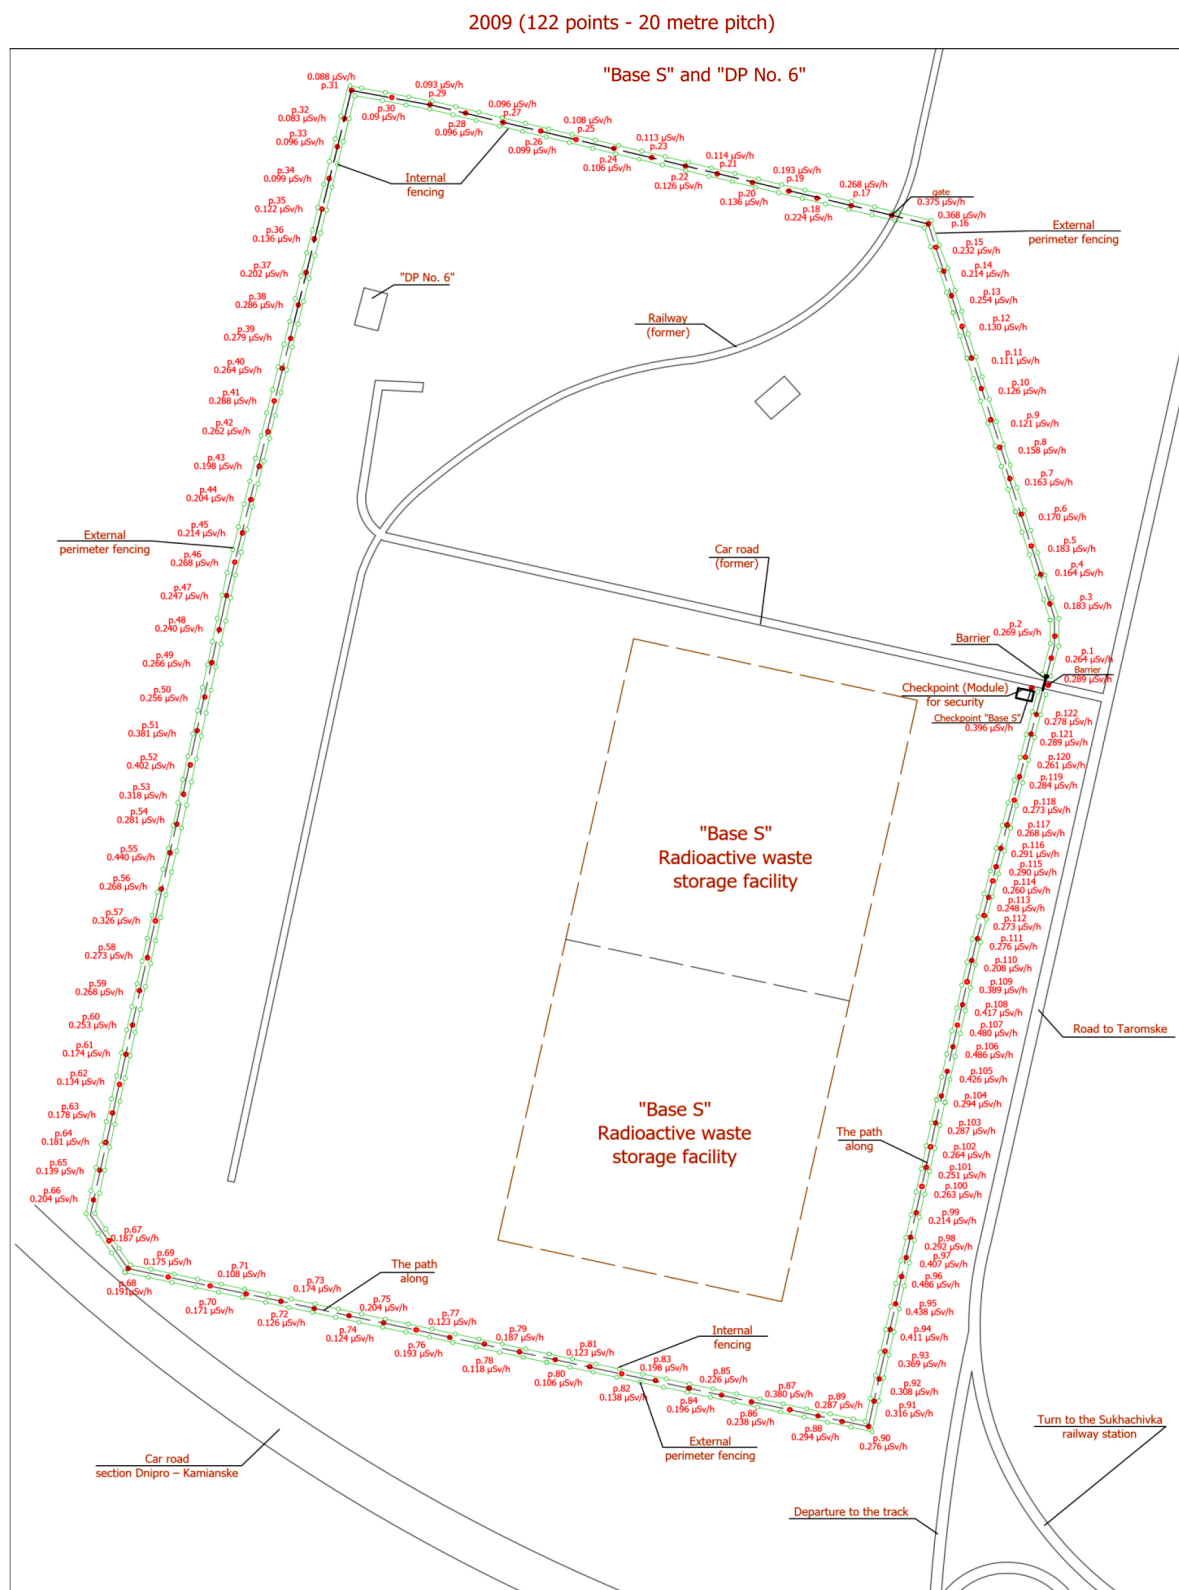 2009 (122 points - 20 metre pitch)
"Base S" and "DP No. 6"
0.088 µSv/h
p.31
p.30
0.09 µSv/h
0.093 µSv/h
p.29
p.28
0.096 µSv/h
0.096 µSv/h
p.27
p.26
0.099 µSv/h
0.108 µSv/h
p.25
p.24
0.106 µSv/h
0.113 µSv/h
p.23
p.22
0.126 µSv/h
0.114 µSv/h
p.21
p.20
0.136 µSv/h
0.193 µSv/h
p.19
p.18
0.224 µSv/h
0.268 µSv/h
p.17
gate
0.375 µSv/h
0.368 µSv/h
p.16
External
perimeter fencing
p.15
0.232 µSv/h
p.14
0.214 µSv/h
p.13
0.254 µSv/h
p.12
0.130 µSv/h
p.11
0.111 µSv/h
p.10
0.126 µSv/h
p.9
0.121 µSv/h
p.8
0.158 µSv/h
p.7
0.163 µSv/h
p.6
0.170 µSv/h
p.5
0.183 µSv/h
p.4
0.164 µSv/h
p.3
0.183 µSv/h
p.2
0.269 µSv/h
p.1
0.264 µSv/h
Barrier
Barrier
0.289 µSv/h
Checkpoint (Module)
for security
Checkpoint "Base S"
0.396 µSv/h
Internal
fencing
"DP No. 6"
Railway
(former)
Car road
(former)
p.32
0.083 µSv/h
p.33
0.096 µSv/h
p.34
0.099 µSv/h
p.35
0.122 µSv/h
p.36
0.136 µSv/h
p.37
0.202 µSv/h
p.38
0.286 µSv/h
p.39
0.279 µSv/h
p.40
0.264 µSv/h
p.41
0.288 µSv/h
p.42
0.262 µSv/h
p.43
0.198 µSv/h
p.44
0.204 µSv/h
p.45
0.214 µSv/h
External
perimeter fencing
p.46
0.268 µSv/h
p.47
0.247 µSv/h
p.48
0.240 µSv/h
p.49
0.266 µSv/h
p.50
0.256 µSv/h
p.51
0.381 µSv/h
p.52
0.402 µSv/h
p.53
0.318 µSv/h
p.54
0.281 µSv/h
p.55
0.440 µSv/h
p.56
0.268 µSv/h
p.57
0.326 µSv/h
p.58
0.273 µSv/h
p.59
0.268 µSv/h
p.60
0.253 µSv/h
p.61
0.174 µSv/h
p.62
0.134 µSv/h
p.63
0.178 µSv/h
p.64
0.181 µSv/h
p.65
0.139 µSv/h
p.66
0.204 µSv/h
"Base S"
Radioactive waste
storage facility
"Base S"
Radioactive waste
storage facility
p.122
0.278 µSv/h
p.121
0.289 µSv/h
p.120
0.261 µSv/h
p.119
0.284 µSv/h
p.118
0.273 µSv/h
p.117
0.268 µSv/h
p.116
0.291 µSv/h
p.115
0.290 µSv/h
p.114
0.260 µSv/h
p.113
0.248 µSv/h
p.112
0.273 µSv/h
p.111
0.276 µSv/h
p.110
0.208 µSv/h
p.109
0.389 µSv/h
p.108
0.417 µSv/h
p.107
0.480 µSv/h
p.106
0.486 µSv/h
p.105
0.426 µSv/h
p.104
0.294 µSv/h
p.103
0.287 µSv/h
p.102
0.264 µSv/h
p.101
0.251 µSv/h
p.100
0.263 µSv/h
p.99
0.214 µSv/h
p.98
0.292 µSv/h
p.97
0.407 µSv/h
p.96
0.486 µSv/h
p.95
0.438 µSv/h
p.94
0.411 µSv/h
p.93
0.369 µSv/h
p.92
0.308 µSv/h
p.91
0.316 µSv/h
Road to Taromske
The path
along
p.67
0.187 µSv/h
p.68
0.191µSv/h
p.69
0.175 µSv/h
p.70
0.171 µSv/h
p.71
0.108 µSv/h
p.72
0.126 µSv/h
p.73
0.174 µSv/h
p.74
0.124 µSv/h
p.75
0.204 µSv/h
p.76
0.193 µSv/h
p.77
0.123 µSv/h
p.78
0.118 µSv/h
p.79
0.187 µSv/h
p.80
0.106 µSv/h
p.81
0.123 µSv/h
p.82
0.138 µSv/h
p.83
0.198 µSv/h
p.84
0.196 µSv/h
p.85
0.226 µSv/h
p.86
0.238 µSv/h
p.87
0.380 µSv/h
p.88
0.294 µSv/h
p.89
0.287 µSv/h
p.90
0.276 µSv/h
The path
along
Internal
fencing
External
perimeter fencing
Car road
section Dnipro – Kamianske
Turn to the Sukhachivka
railway station
Departure to the track